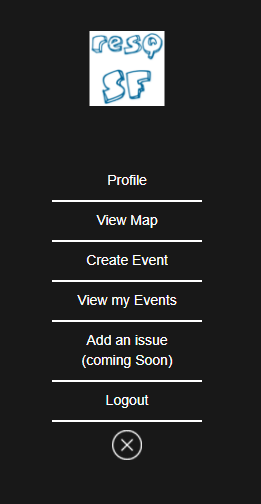 resQ
SF
Profile
View Map
Create Event
View my Events
Add an issue
(coming Soon)
Logout